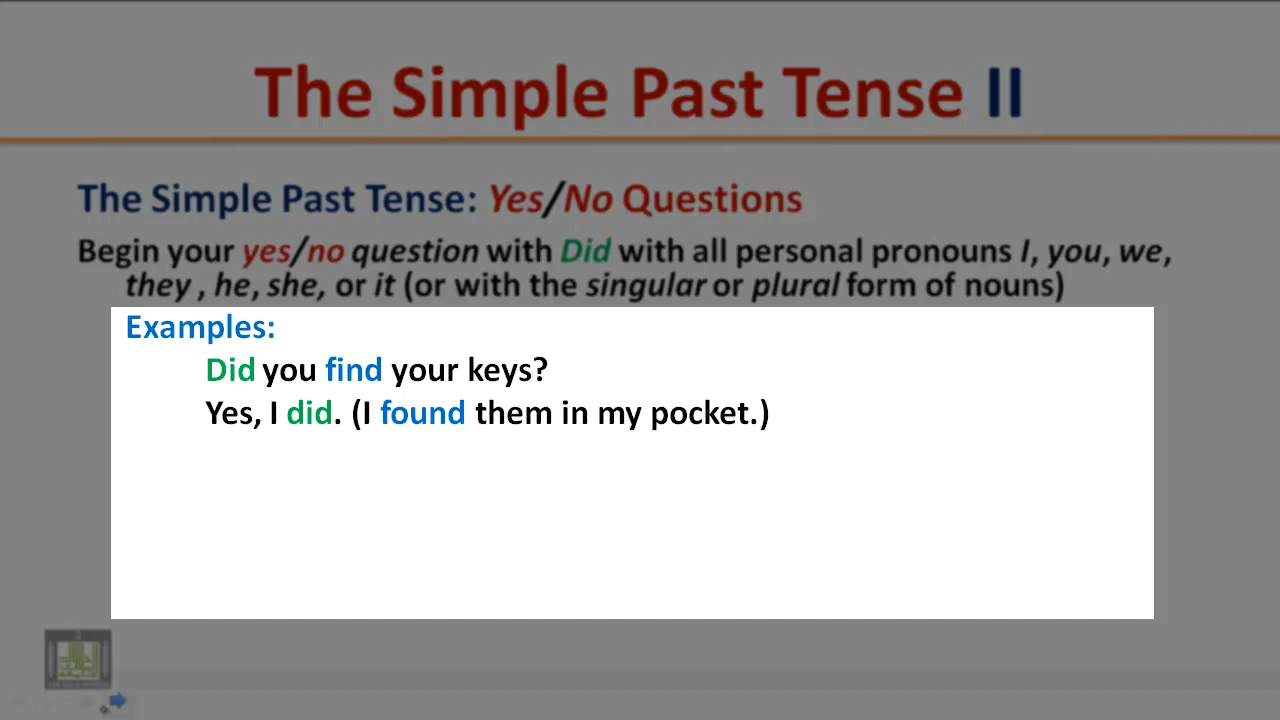 The Simple Past Tense II
The Simple Past Tense: Yes/No Questions
Begin your yes/no question with Did with all personal pronouns I, you, we,
they , he, she, or it (or with the singular or plural form of nouns)
Examples:
Did you find your keys?
Yes, I did. (I found them in my pocket.)